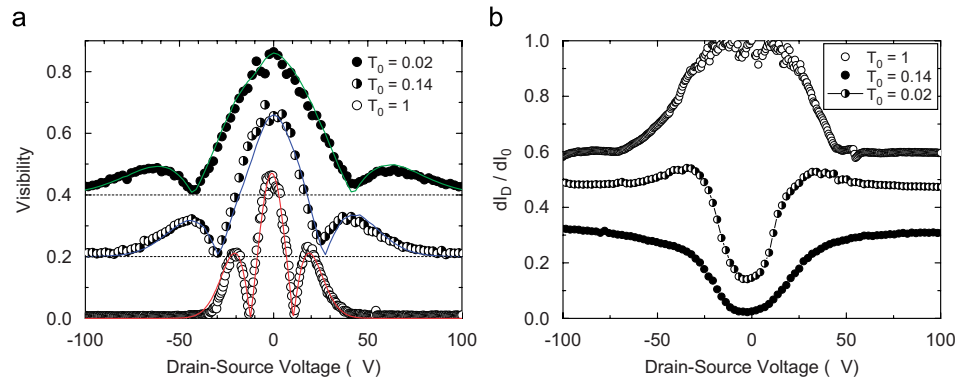 a
b
0.8
0.6
0.4
0.2
0.0
Visibility
T0 = 0.02
T0 = 0.14
T0 = 1
-100 -50 0 50 100
Drain-Source Voltage ( V)
1.0
0.8
0.6
0.4
0.2
0.0
dID / dI0
T0 = 1
T0 = 0.14
T0 = 0.02
-100 -50 0 50 100
Drain-Source Voltage ( V)